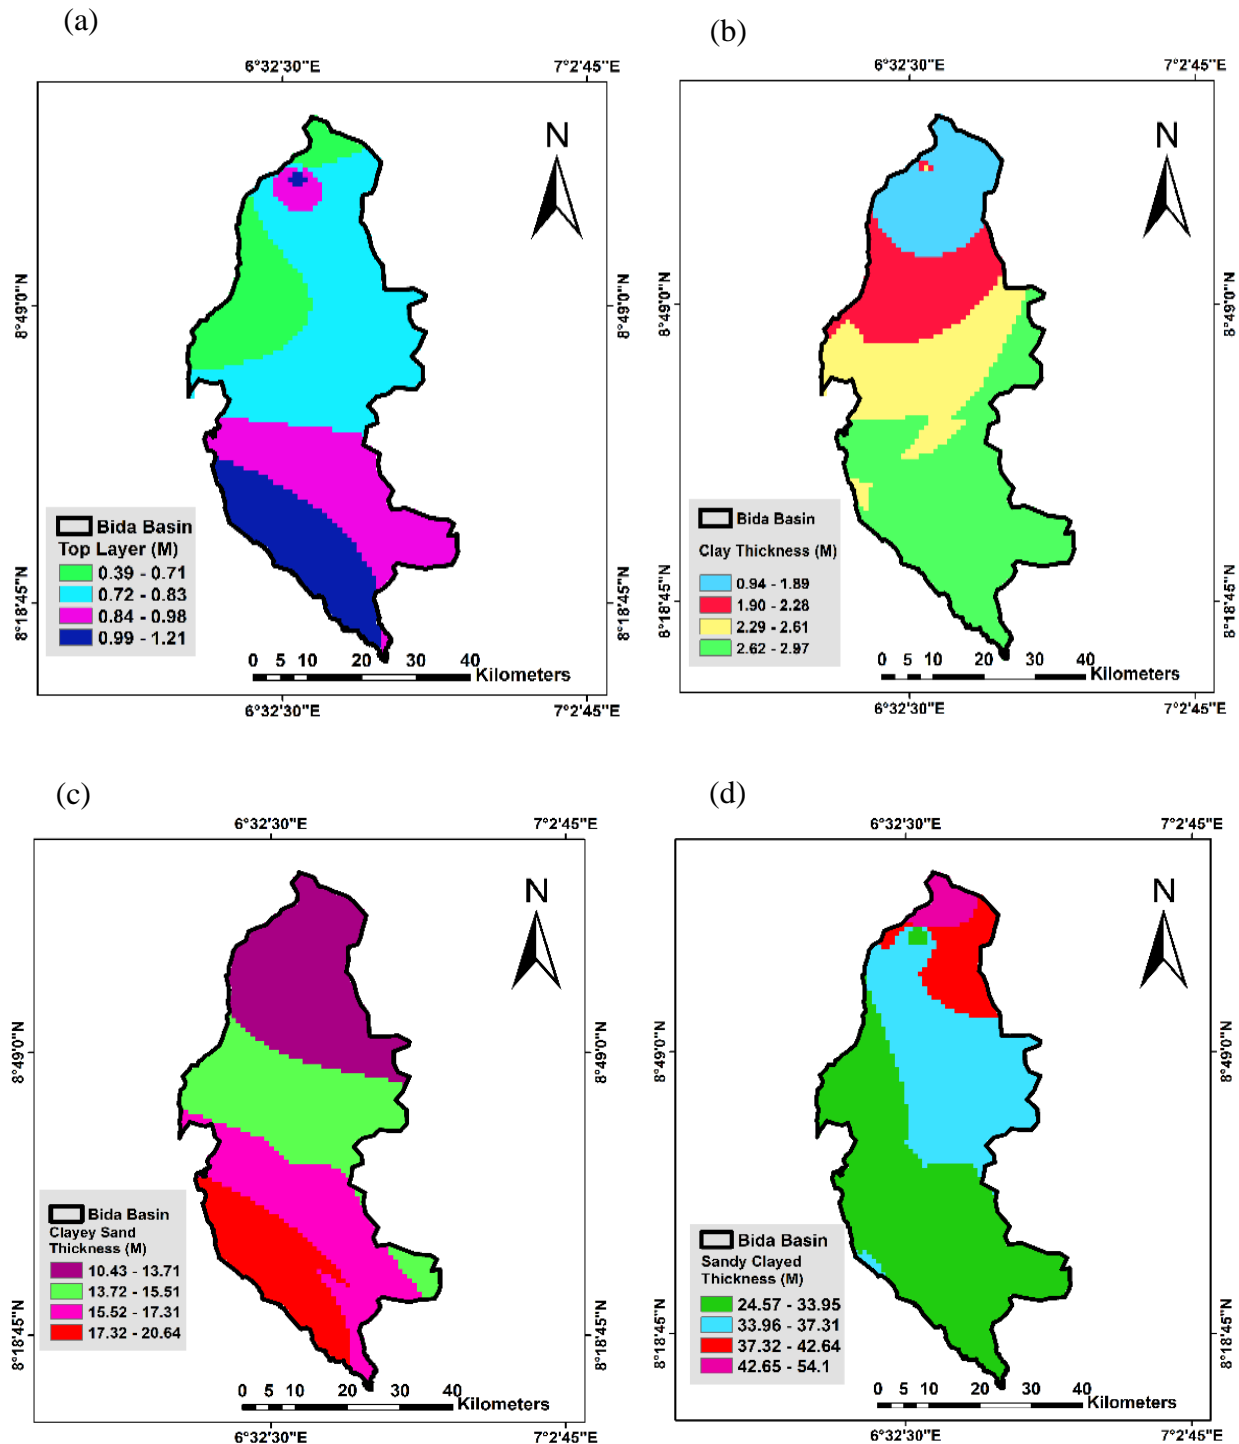 (a)
6°32'30"E 7°2'45"E
N
8°49'0"N 8°49'0"N
8°18'45"N 8°18'45"N
Bida Basin
Top Layer (M)
0.39 - 0.71
0.72 - 0.83
0.84 - 0.98
0.99 - 1.21
0 5 10 20 30 40
Kilometers
6°32'30"E 7°2'45"E
(b)
6°32'30"E 7°2'45"E
N
8°49'0"N 8°49'0"N
8°18'45"N 8°18'45"N
Bida Basin
Clay Thickness (M)
0.94 - 1.89
1.90 - 2.28
2.29 - 2.61
2.62 - 2.97
0 5 10 20 30 40
Kilometers
6°32'30"E 7°2'45"E
(c)
6°32'30"E 7°2'45"E
N
8°49'0"N 8°49'0"N
8°18'45"N 8°18'45"N
Bida Basin
Clayey Sand
Thickness (M)
10.43 - 13.71
13.72 - 15.51
15.52 - 17.31
17.32 - 20.64
0 5 10 20 30 40
Kilometers
6°32'30"E 7°2'45"E
(d)
6°32'30"E 7°2'45"E
N
8°49'0"N 8°49'0"N
8°18'45"N 8°18'45"N
Bida Basin
Sandy Clayed
Thickness (M)
24.57 - 33.95
33.96 - 37.31
37.32 - 42.64
42.65 - 54.1
0 5 10 20 30 40
Kilometers
6°32'30"E 7°2'45"E